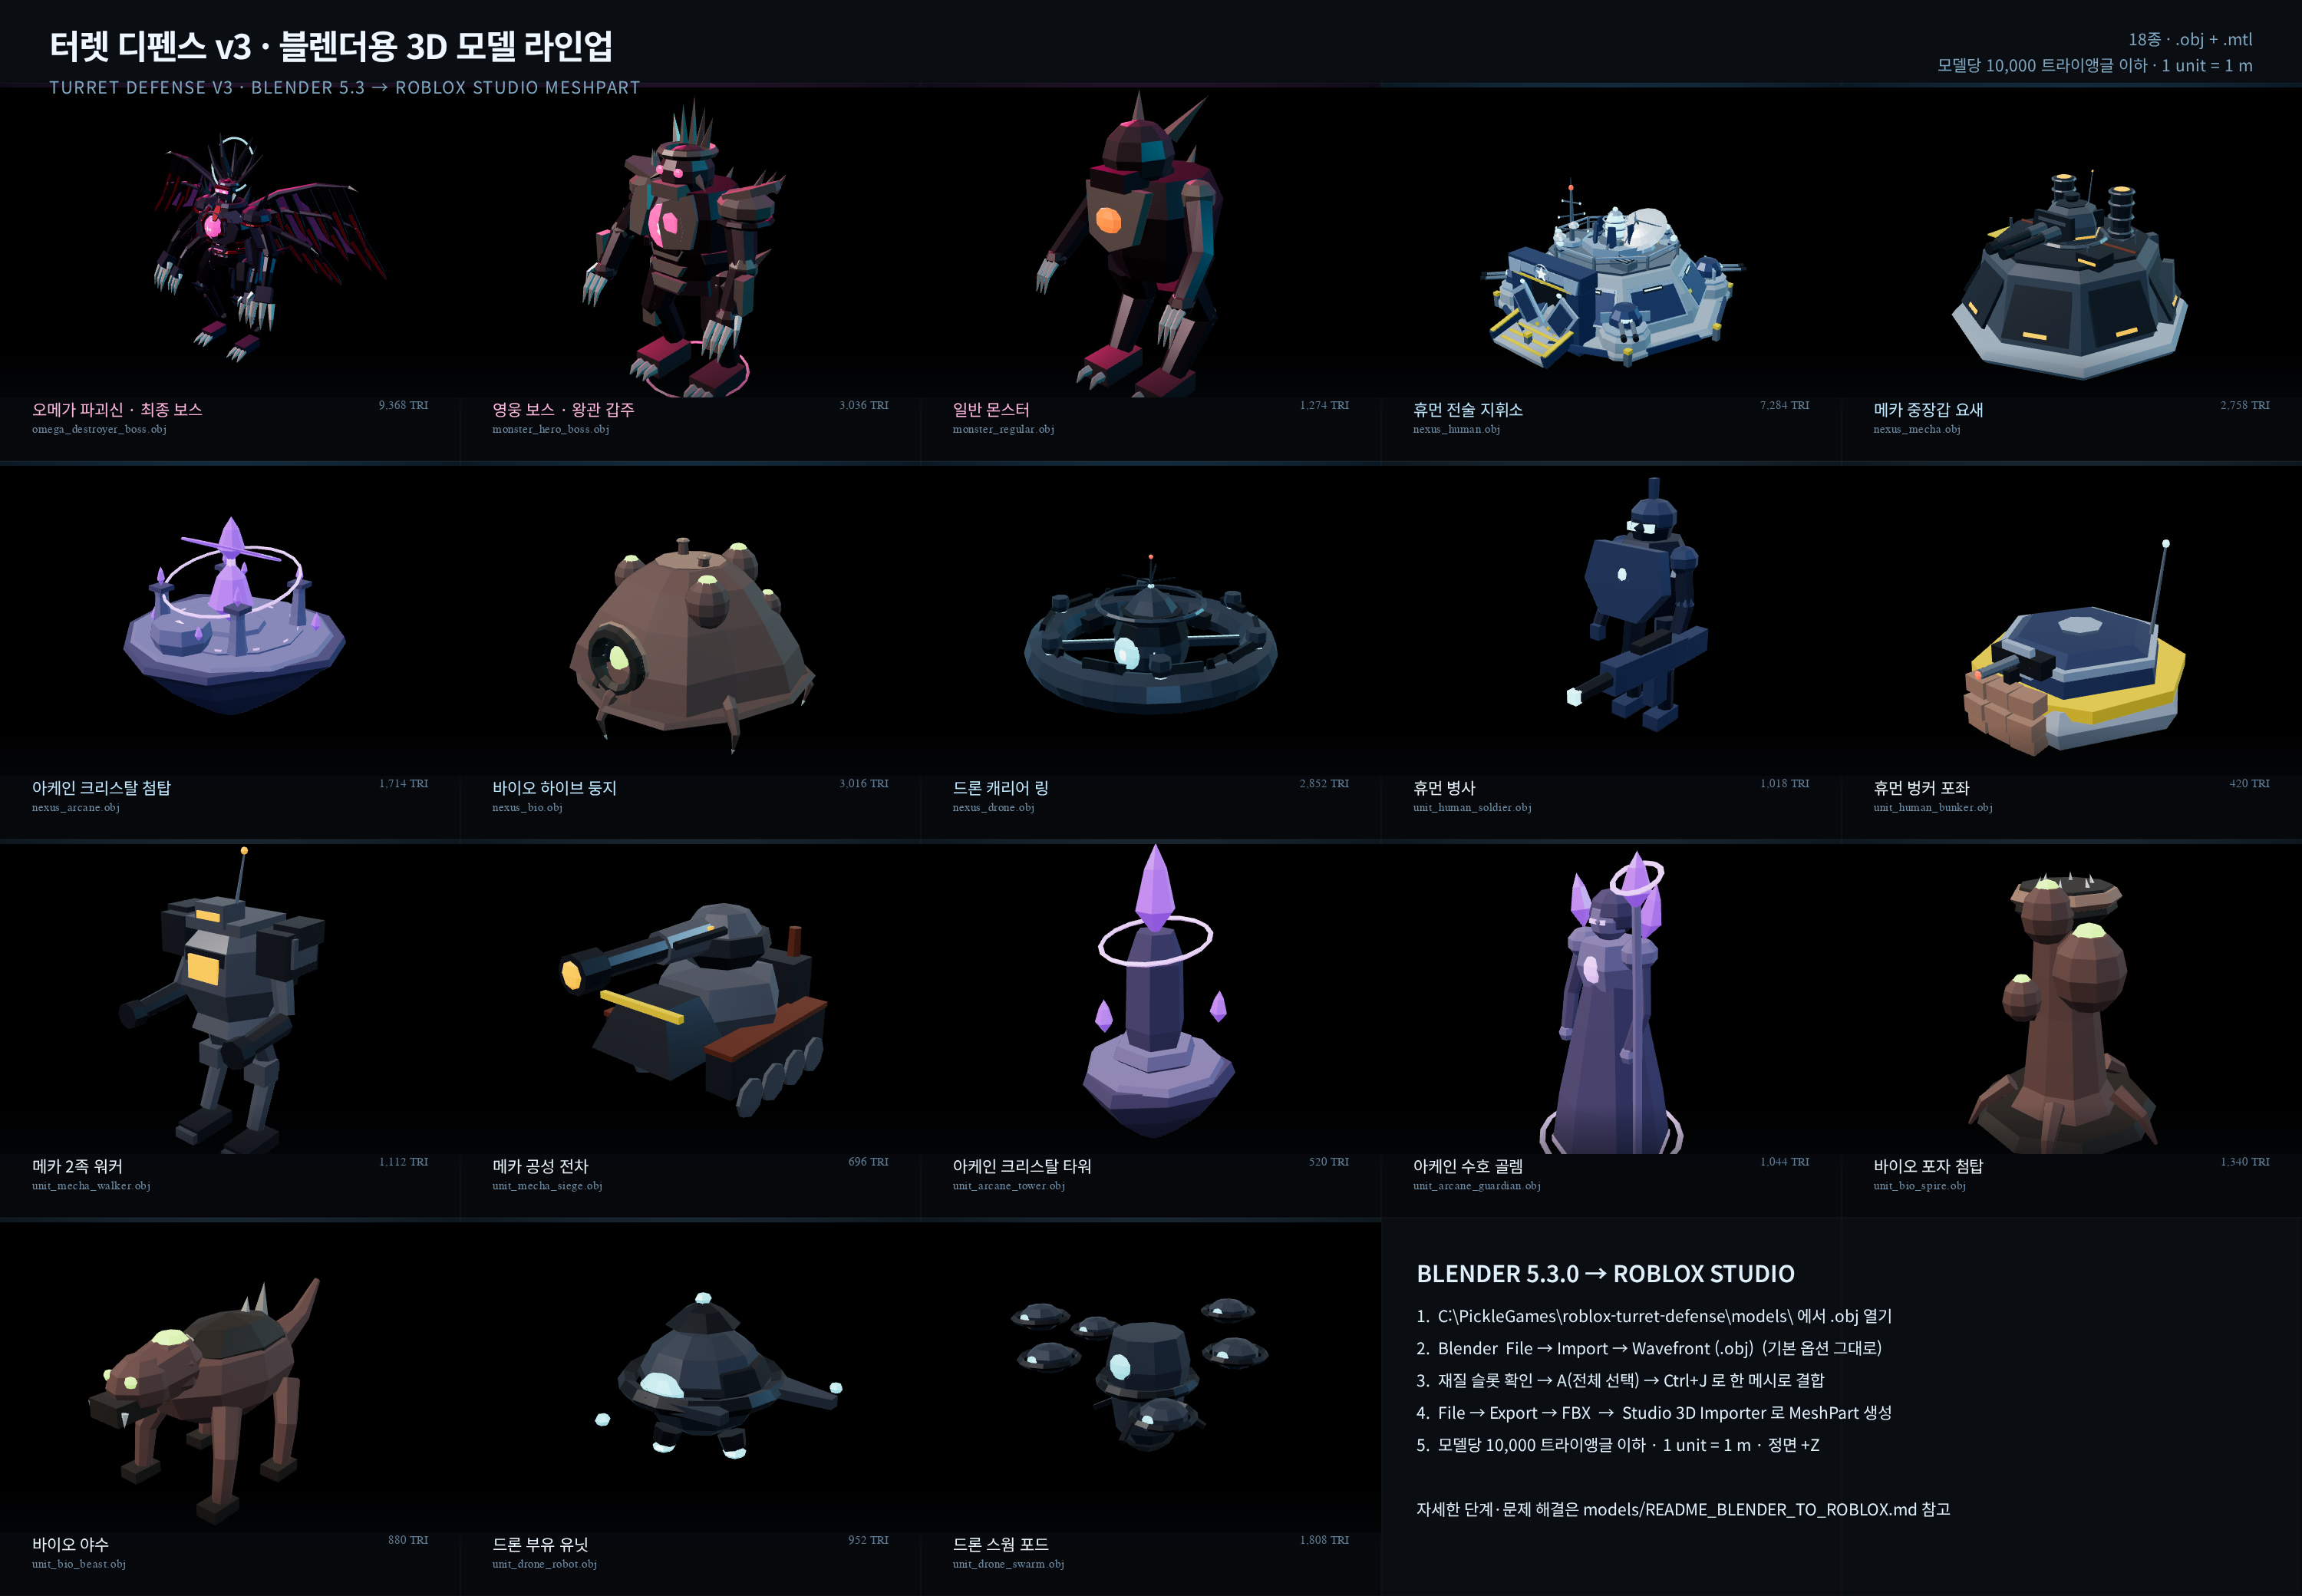 터렛 디펜스 v3 · 블렌더용 3D 모델 라인업
TURRET DEFENSE V3 · BLENDER 5.3 → ROBLOX STUDIO MESHPART
18종 · .obj + .mtl
모델당 10,000 트라이앵글 이하 · 1 unit = 1 m
오메가 파괴신 · 최종 보스
9,368 TRI
omega_destroyer_boss.obj
영웅 보스 · 왕관 갑주
3,036 TRI
monster_hero_boss.obj
일반 몬스터
1,274 TRI
monster_regular.obj
휴먼 전술 지휘소
7,284 TRI
nexus_human.obj
메카 중장갑 요새
2,758 TRI
nexus_mecha.obj
아케인 크리스탈 첨탑
1,714 TRI
nexus_arcane.obj
바이오 하이브 둥지
3,016 TRI
nexus_bio.obj
드론 캐리어 링
2,852 TRI
nexus_drone.obj
휴먼 병사
1,018 TRI
unit_human_soldier.obj
휴먼 벙커 포좌
420 TRI
unit_human_bunker.obj
메카 2족 워커
1,112 TRI
unit_mecha_walker.obj
메카 공성 전차
696 TRI
unit_mecha_siege.obj
아케인 크리스탈 타워
520 TRI
unit_arcane_tower.obj
아케인 수호 골렘
1,044 TRI
unit_arcane_guardian.obj
바이오 포자 첨탑
1,340 TRI
unit_bio_spire.obj
바이오 야수
880 TRI
unit_bio_beast.obj
드론 부유 유닛
952 TRI
unit_drone_robot.obj
드론 스웜 포드
1,808 TRI
unit_drone_swarm.obj
BLENDER 5.3.0 → ROBLOX STUDIO
1. C:\PickleGames\roblox-turret-defense\models\ 에서 .obj 열기
2. Blender File → Import → Wavefront (.obj) (기본 옵션 그대로)
3. 재질 슬롯 확인 → A(전체 선택) → Ctrl+J 로 한 메시로 결합
4. File → Export → FBX → Studio 3D Importer 로 MeshPart 생성
5. 모델당 10,000 트라이앵글 이하 · 1 unit = 1 m · 정면 +Z
자세한 단계·문제 해결은 models/README_BLENDER_TO_ROBLOX.md 참고